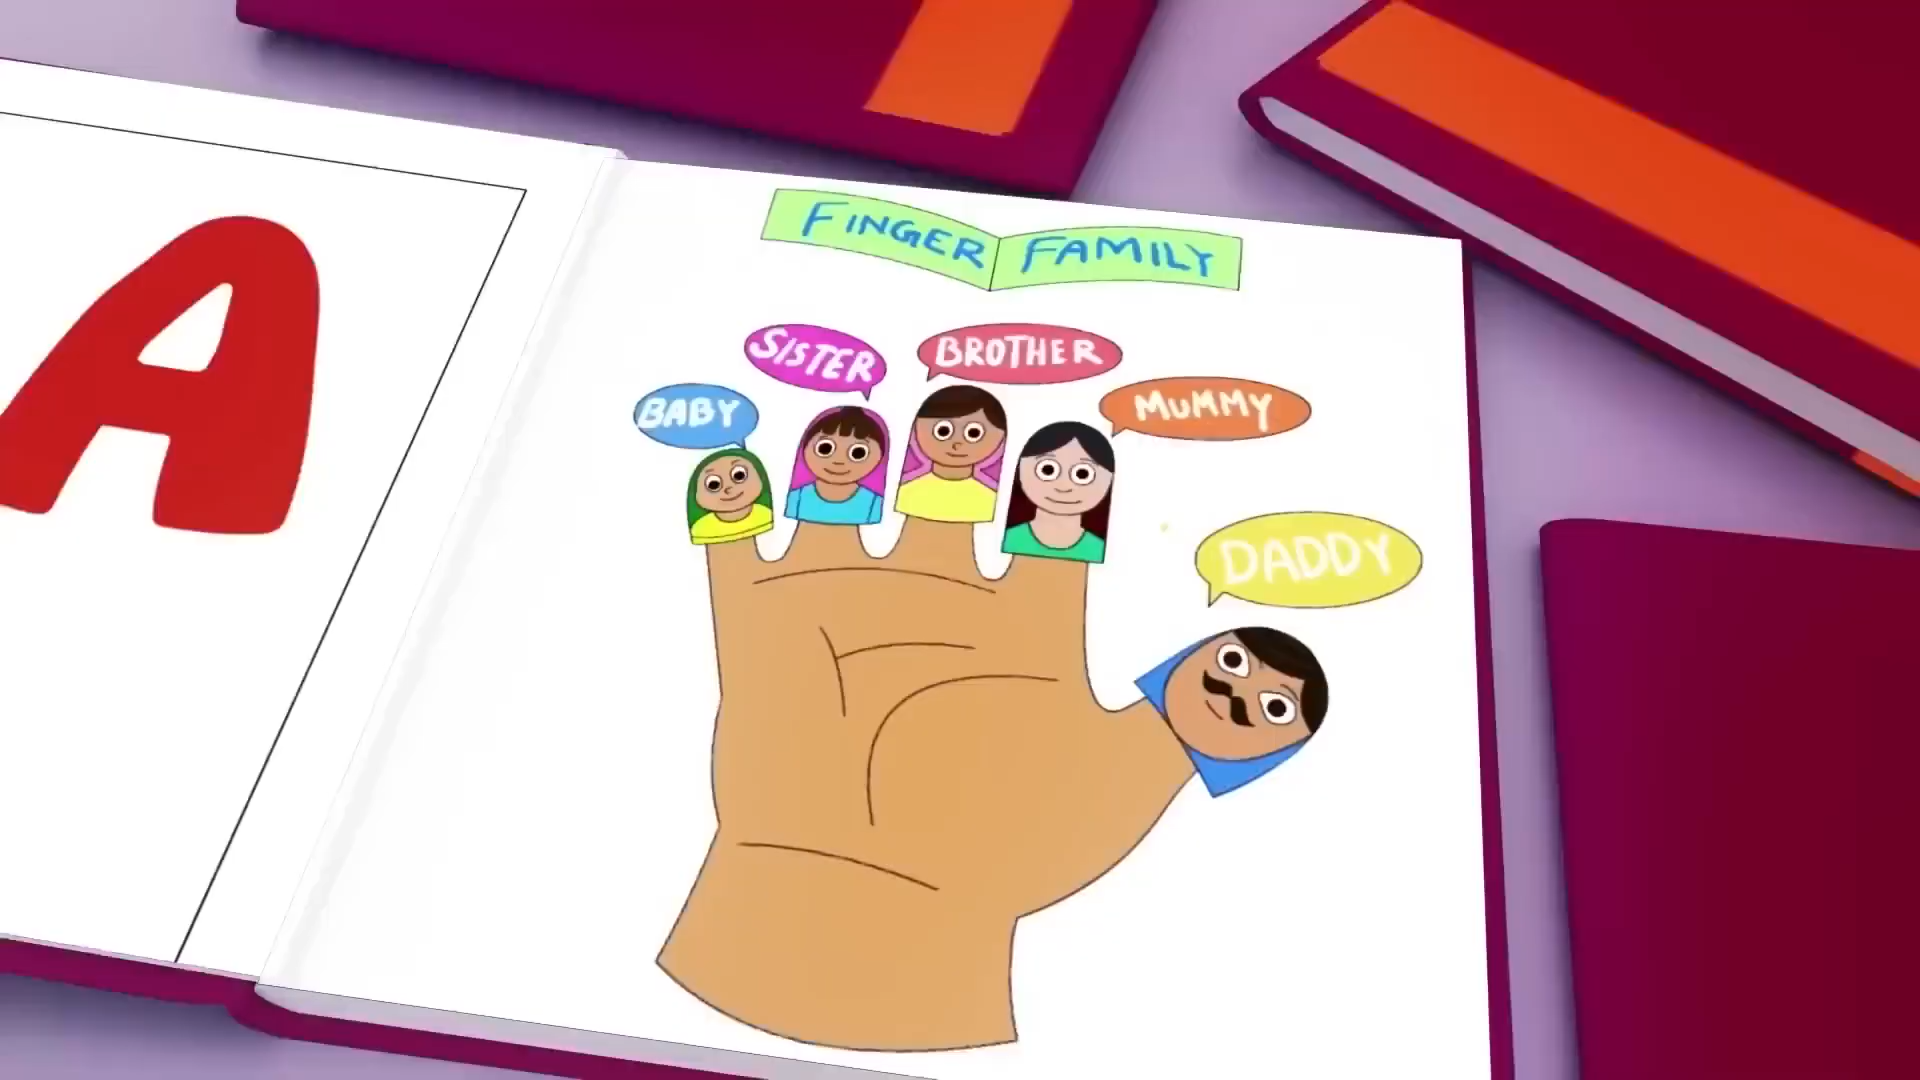 A
FINGER FAMILY
SISTER
BROTHER
BABY
MUMMY
DADDY